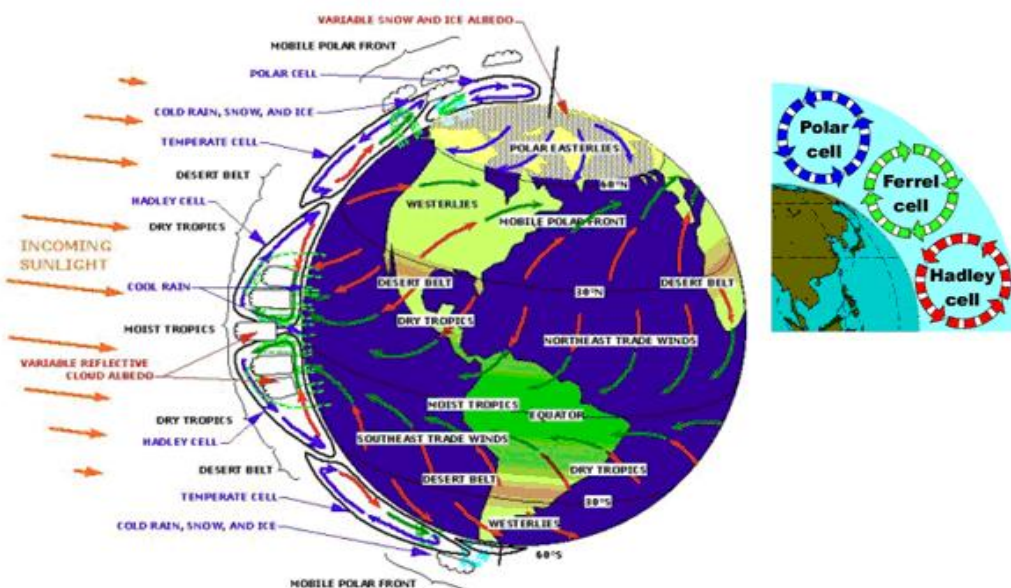 VARIABLE SNOW AND ICE ALBEDO
MOBILE POLAR FRONT
POLAR CELL
COLD RAIN, SNOW, AND ICE
TEMPERATE CELL
DESERT BELT
HADLEY CELL
DRY TROPICS
INCOMING
SUNLIGHT
COOL RAIN
MOIST TROPICS
VARIABLE REFLECTIVE
CLOUD ALBEDO
DRY TROPICS
HADLEY CELL
DESERT BELT
TEMPERATE CELL
COLD RAIN, SNOW, AND ICE
MOBILE POLAR FRONT
POLAR EASTERLIES
60°N
WESTERLIES
MOBILE POLAR FRONT
DESERT BELT
DESERT BELT
30°N
DRY TROPICS
NORTHEAST TRADE WINDS
MOIST TROPICS
EQUATOR
SOUTHEAST TRADE WINDS
DRY TROPICS
DESERT BELT
30°S
WESTERLIES
60°S
Polar
cell
Ferrel
cell
Hadley
cell